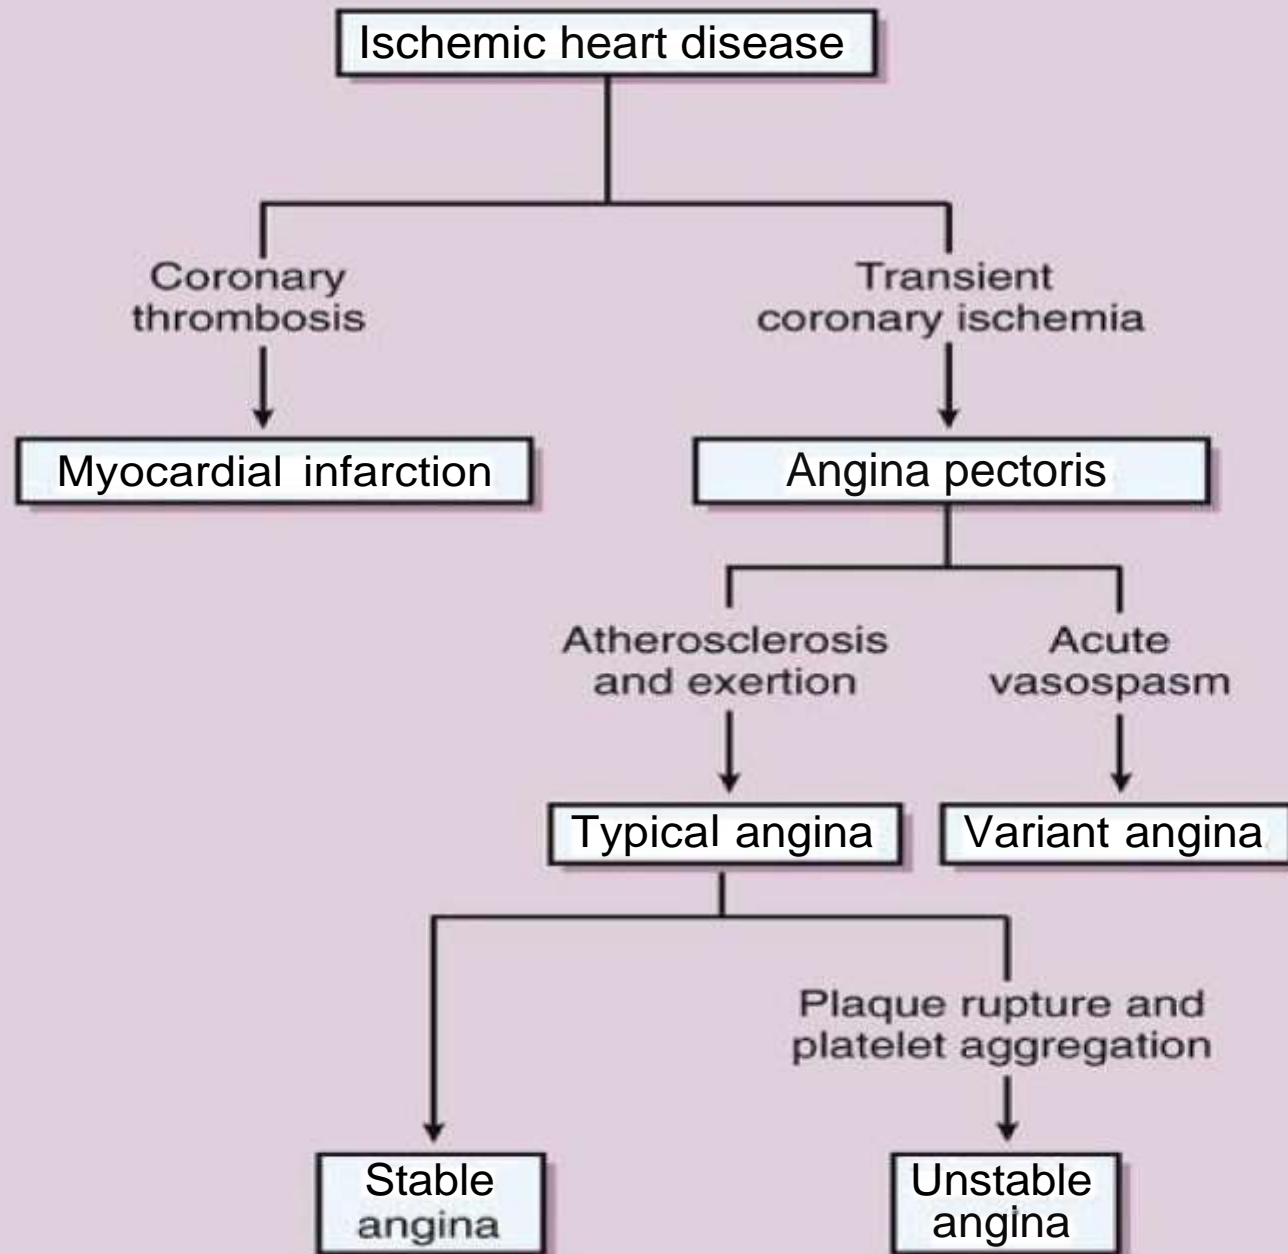 Ischemic heart disease
Coronary
thrombosis
Transient
coronary ischemia
Myocardial infarction
Angina pectoris
Atherosclerosis
and exertion
Acute
vasospasm
Typical angina
Variant angina
Plaque rupture and
platelet aggregation
Stable
angina
Unstable
angina